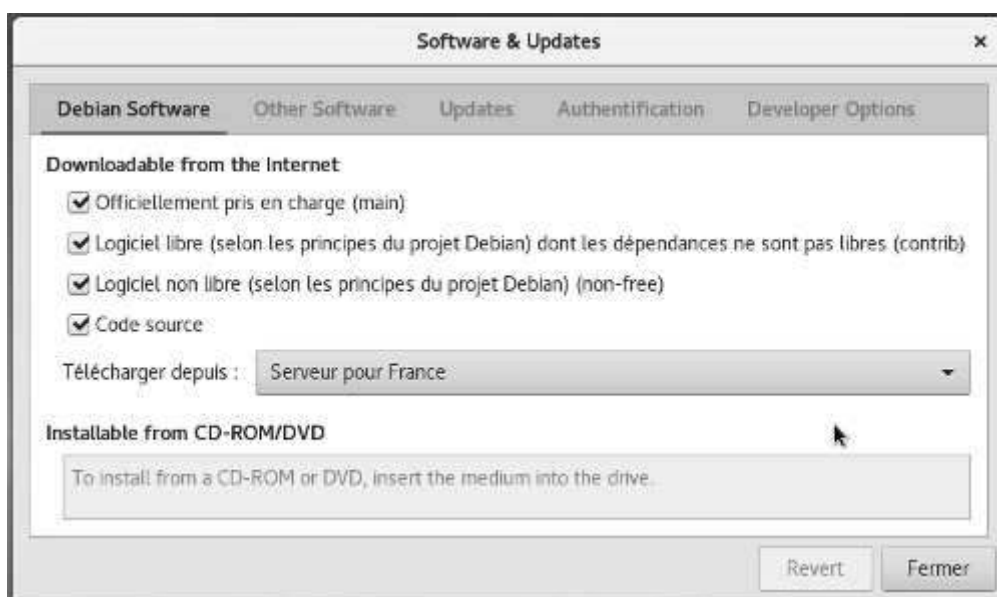 Software & Updates
Debian Software Other Software Updates Authentification Developer Options
Downloadable from the Internet
Officiellement pris en charge (main)
Logiciel libre (selon les principes du projet Debian) dont les dépendances ne sont pas libres (contrib)
Logiciel non libre (selon les principes du projet Debian) (non-free)
Code source
Télécharger depuis : Serveur pour France
Installable from CD-ROM/DVD
To install from a CD-ROM or DVD, insert the medium into the drive.
Revert Fermer